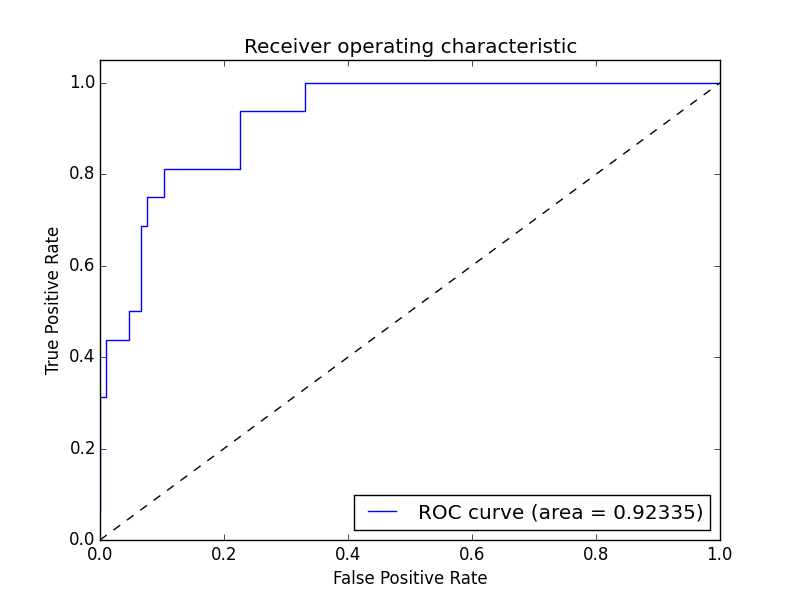 Receiver operating characteristic
1.0
0.8
0.6
0.4
0.2
0.0
True Positive Rate
ROC curve (area = 0.92335)
0.0 0.2 0.4 0.6 0.8 1.0
False Positive Rate